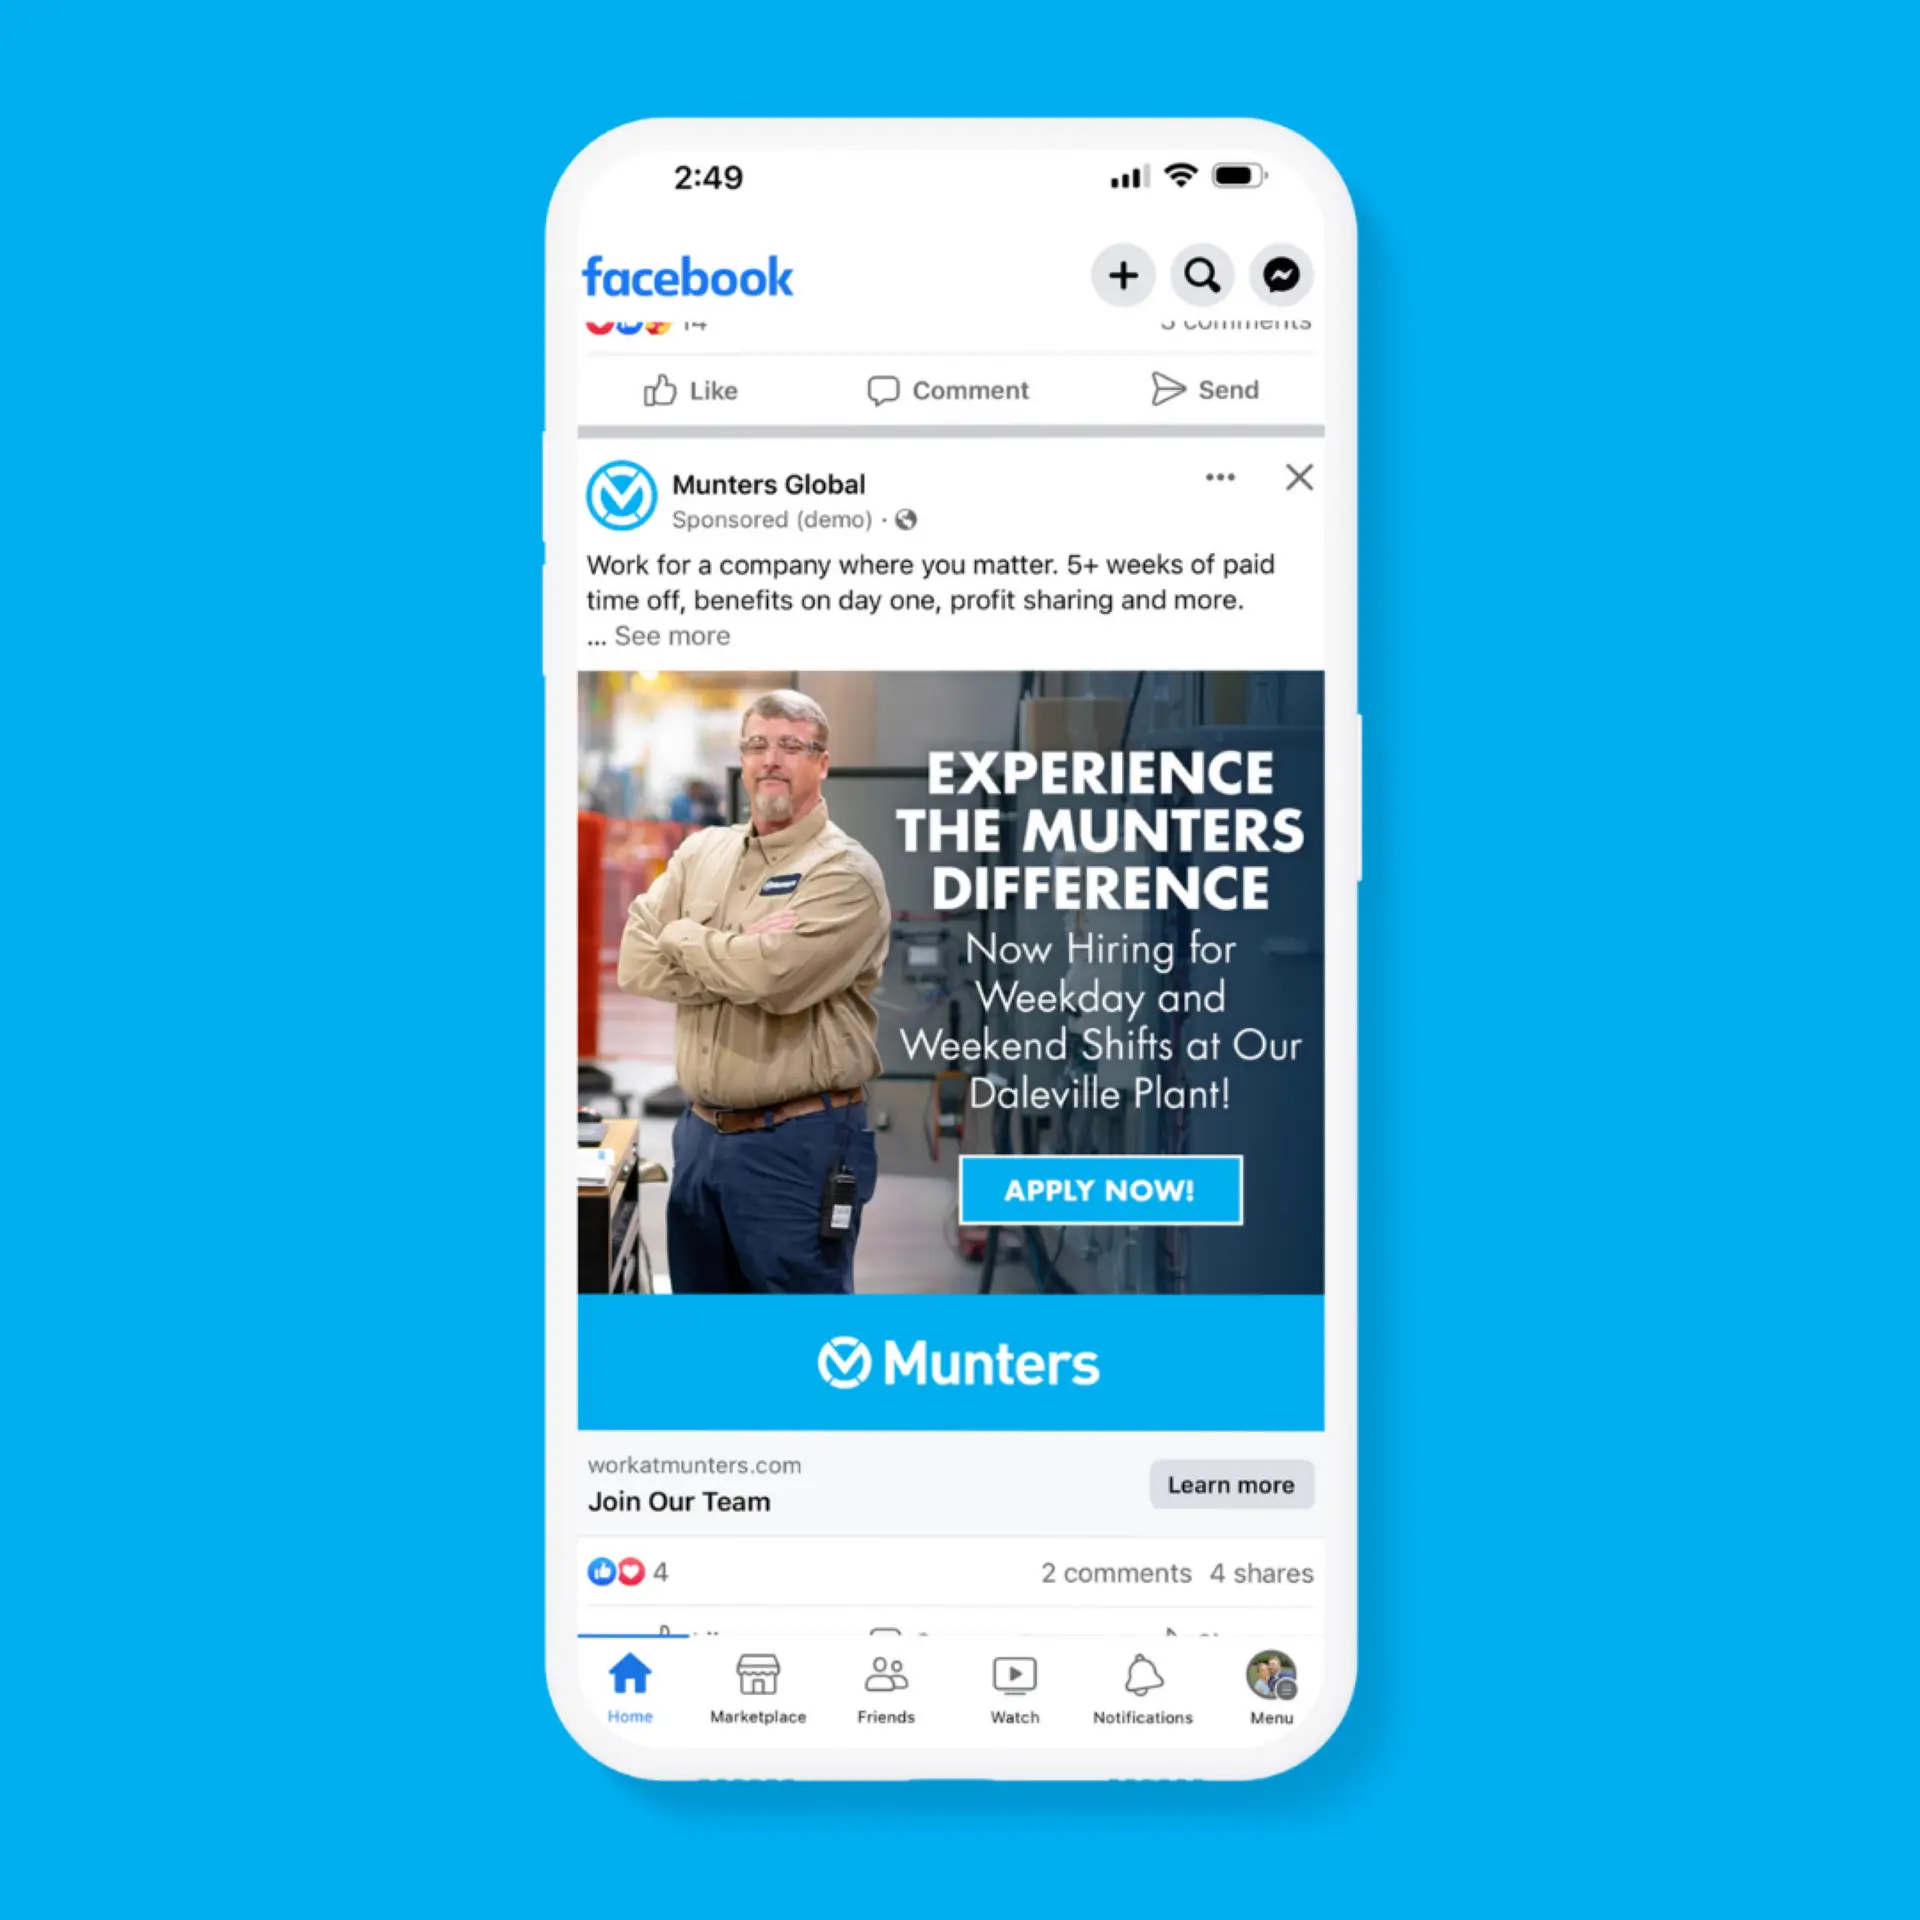 2:49
facebook
14
3 comments
Like
Comment
Send
Munters Global
Sponsored (demo) ·
Work for a company where you matter. 5+ weeks of paid
time off, benefits on day one, profit sharing and more.
... See more
EXPERIENCE
THE MUNTERS
DIFFERENCE
Now Hiring for
Weekday and
Weekend Shifts at Our
Daleville Plant!
APPLY NOW!
Munters
workatmunters.com
Join Our Team
Learn more
4
2 comments 4 shares
Home
Marketplace
Friends
Watch
Notifications
Menu